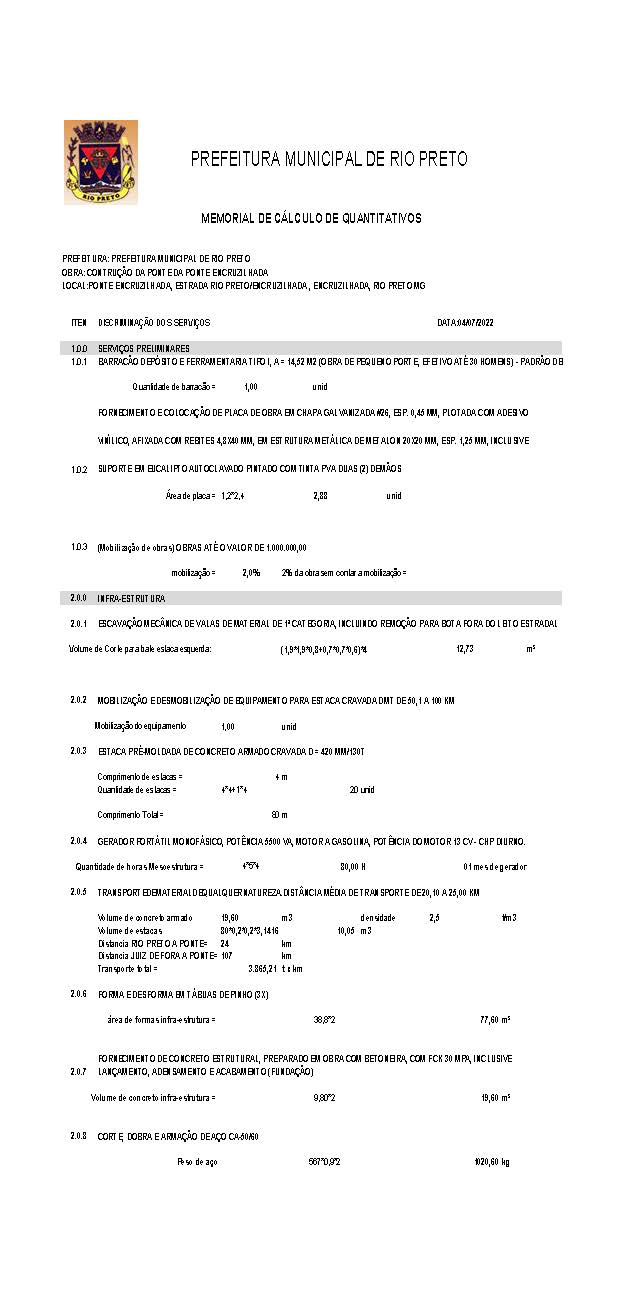 RIO PRETO
PREFEITURA MUNICIPAL DE RIO PRETO
MEMORIAL DE CÁLCULO DE QUANTITATIVOS
PREFEITURA: PREFEITURA MUNICIPAL DE RIO PRETO
OBRA: CONTRUÇÃO DA PONTE DA PONTE ENCRUZILHADA
LOCAL: PONTE ENCRUZILHADA, ESTRADA RIO PRETO/ENCRUZILHADA , ENCRUZILHADA, RIO PRETO MG
ITEN DISCRIMINAÇÃO DOS SERVIÇOS DATA:04/07/2022
1.0.0 SERVIÇOS PRELIMINARES
1.0.1 BARRACÃO DEPÓSITO E FERRAMENTARIA TIPO I, A = 14,52 M2 (OBRA DE PEQUENO PORTE, EFETIVO ATÉ 30 HOMENS) - PADRÃO DE
Quantidade de barracão = 1,00 unid
FORNECIMENTO E COLOCAÇÃO DE PLACA DE OBRA EM CHAPA GALVANIZADA #26, ESP. 0,45 MM, PLOTADA COM ADESIVO
VINÍLICO, AFIXADA COM REBITES 4,8X40 MM, EM ESTRUTURA METÁLICA DE METALON 20X20 MM, ESP. 1,25 MM, INCLUSIVE
1.0.2 SUPORTE EM EUCALIPTO AUTOCLAVADO PINTADO COM TINTA PVA DUAS (2) DEMÃOS
Área de placa = 1,2*2,4 2,88 unid
1.0.3 (Mobilização de obras) OBRAS ATÉ O VALOR DE 1.000.000,00
mobilização = 2,0% 2% da obra sem contar a mobilização =
2.0.0 INFRA-ESTRUTURA
2.0.1 ESCAVAÇÃO MECÂNICA DE VALAS DE MATERIAL DE 1ª CATEGORIA, INCLUINDO REMOÇÃO PARA BOTA FORA DO LEITO ESTRADAL
Volume de Corte para bate estaca esquerda: (1,9*1,9*0,8+0,7*0,7*0,6)*4 12,73 m³
2.0.2 MOBILIZAÇÃO E DESMOBILIZAÇÃO DE EQUIPAMENTO PARA ESTACA CRAVADA DMT DE 50,1 A 100 KM
Mobilização do equipamento 1,00 unid
2.0.3 ESTACA PRÉ-MOLDADA DE CONCRETO ARMADO CRAVADA D = 420 MM/130T
Comprimento de estacas = 4 m
Quantidade de estacas = 4*4+1*4 20 unid
Comprimento Total = 80 m
2.0.4 GERADOR PORTÁTIL MONOFÁSICO, POTÊNCIA 5500 VA, MOTOR A GASOLINA, POTÊNCIA DO MOTOR 13 CV - CHP DIURNO.
Quantidade de horas Mesoestrutura = 4*5*4 80,00 H 01 mes de gerador
2.0.5 TRANSPORTE DE MATERIAL DE QUALQUER NATUREZA. DISTÂNCIA MÉDIA DE TRANSPORTE DE 20,10 A 25,00 KM
Volume de concreto armado 19,60 m3 densidade 2,5 t/m3
Volume de estacas 80*0,2*0,2*3,1416 10,05 m3
Distancia RIO PRETO A PONTE= 24 km
Distancia JUIZ DE FORA A PONTE= 107 km
Transporte total = 3.865,21 t x km
2.0.6 FORMA E DESFORMA EM TÁBUAS DE PINHO (3X)
área de formas infra-estrutura = 38,8*2 77,60 m²
FORNECIMENTO DE CONCRETO ESTRUTURAL, PREPARADO EM OBRA COM BETONEIRA, COM FCK 30 MPA, INCLUSIVE
2.0.7 LANÇAMENTO, ADENSAMENTO E ACABAMENTO (FUNDAÇÃO)
Volume de concreto infra-estrutura = 9,80*2 19,60 m³
2.0.8 CORTE, DOBRA E ARMAÇÃO DE AÇO CA-50/60
Peso de aço 567*0,9*2 1020,60 kg